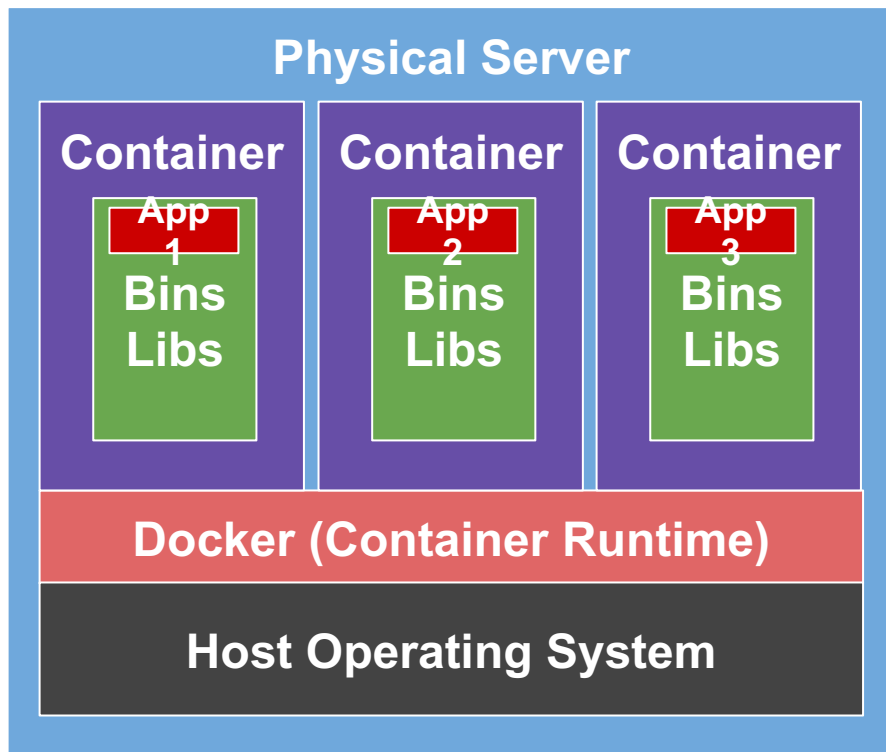 Physical Server
Container
App
1
Bins
Libs
Container
App
2
Bins
Libs
Container
App
3
Bins
Libs
Docker (Container Runtime)
Host Operating System